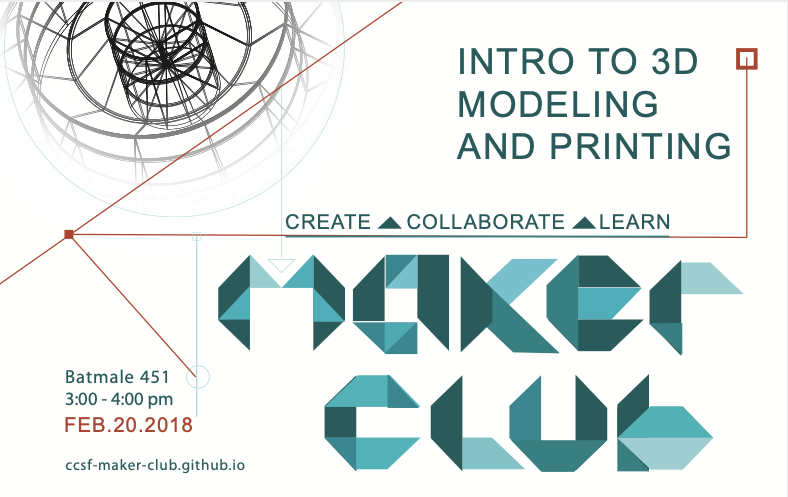 INTRO TO 3D
MODELING
AND PRINTING
CREATE ▲ COLLABORATE ▲ LEARN
maker
club
Batmale 451
3:00 - 4:00 pm
FEB.20.2018
ccsf-maker-club.github.io